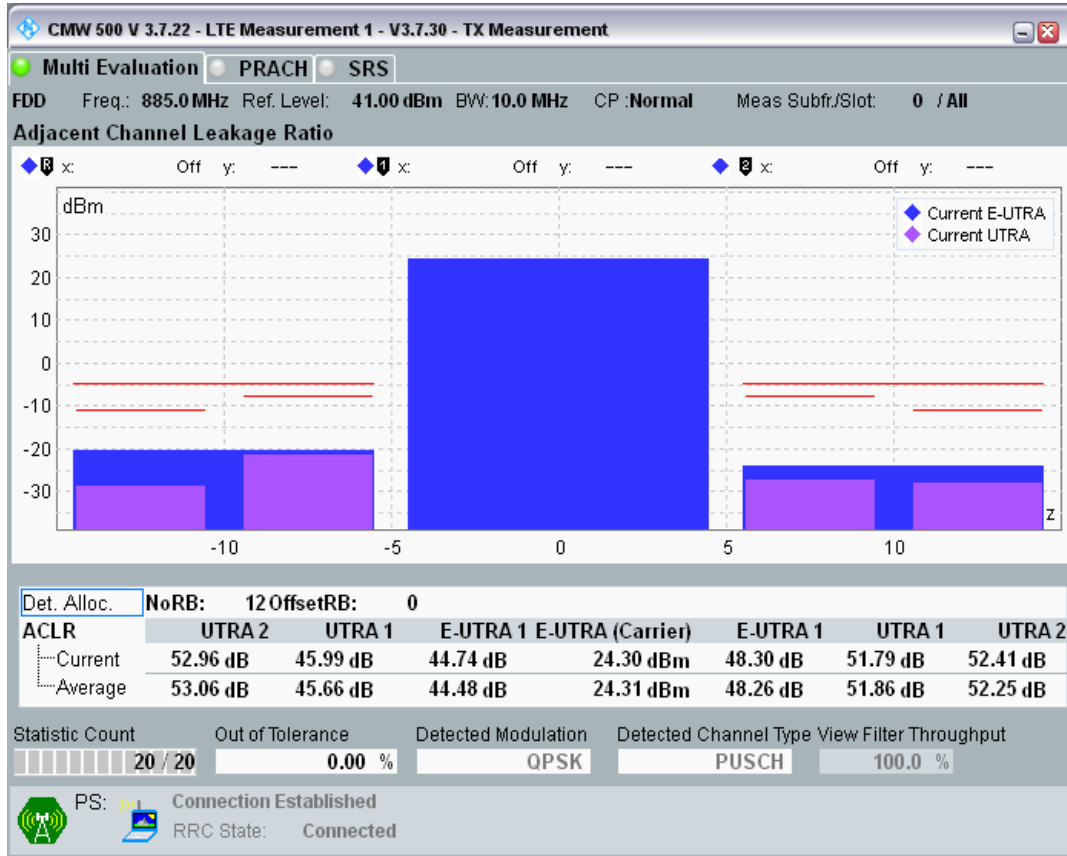 CMW 500 V 3.7.22 - LTE Measurement 1 - V3.7.30 - TX Measurement
Multi Evaluation PRACH SRS
FDD Freq.: 885.0 MHz Ref. Level: 41.00 dBm BW: 10.0 MHz CP : Normal Meas Subfr./Slot: 0 / All
Adjacent Channel Leakage Ratio
R x: Off y: --- 1 x: Off y: --- 2 x: Off y: ---
dBm
Current E-UTRA
Current UTRA
30
20
10
0
-10
-20
-30
z
-10 -5 0 5 10
Det. Alloc. NoRB: 12 OffsetRB: 0
ACLR UTRA 2 UTRA 1 E-UTRA 1 E-UTRA (Carrier) E-UTRA 1 UTRA 1 UTRA 2
Current 52.96 dB 45.99 dB 44.74 dB 24.30 dBm 48.30 dB 51.79 dB 52.41 dB
Average 53.06 dB 45.66 dB 44.48 dB 24.31 dBm 48.26 dB 51.86 dB 52.25 dB
Statistic Count Out of Tolerance Detected Modulation Detected Channel Type View Filter Throughput
20 / 20 0.00 % QPSK PUSCH 100.0 %
PS: Connection Established
RRC State: Connected